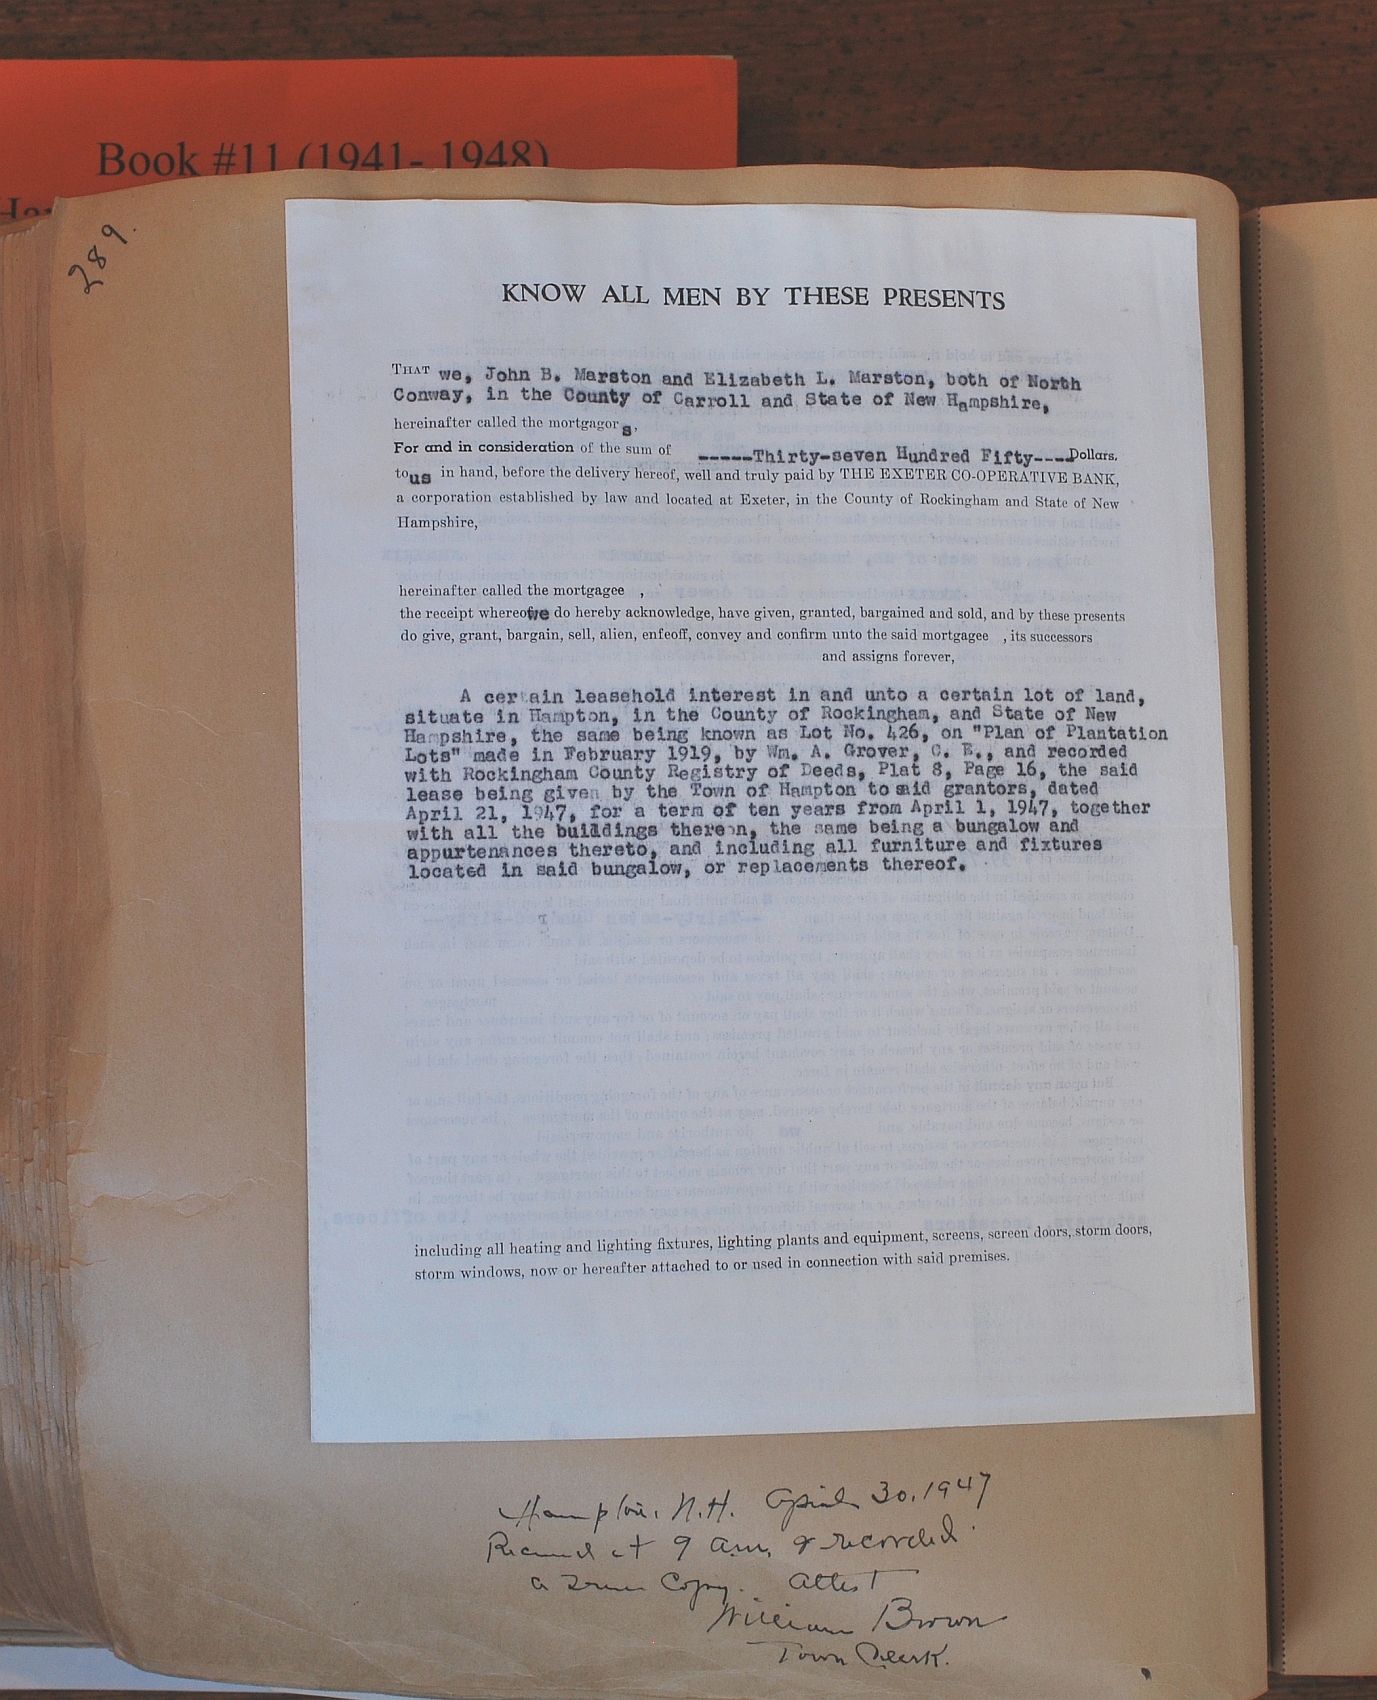 Book #11 (1941- 1948)
289.
KNOW ALL MEN BY THESE PRESENTS
THAT we, John B. Marston and Elizabeth L. Marston, both of North
Conway, in the County of Carroll and State of New Hampshire,
hereinafter called the mortgagor s,
For and in consideration of the sum of -----Thirty-seven Hundred Fifty----Dollars.
to us in hand, before the delivery hereof, well and truly paid by THE EXETER CO-OPERATIVE BANK,
a corporation established by law and located at Exeter, in the County of Rockingham and State of New
Hampshire,
hereinafter called the mortgagee ,
the receipt whereof we do hereby acknowledge, have given, granted, bargained and sold, and by these presents
do give, grant, bargain, sell, alien, enfeoff, convey and confirm unto the said mortgagee , its successors
and assigns forever,
A certain leasehold interest in and unto a certain lot of land,
situate in Hampton, in the County of Rockingham, and State of New
Hampshire, the same being known as Lot No. 426, on "Plan of Plantation
Lots" made in February 1919, by Wm. A. Grover, C. E., and recorded
with Rockingham County Registry of Deeds, Plat 8, Page 16, the said
lease being given by the Town of Hampton to said grantors, dated
April 21, 1947, for a term of ten years from April 1, 1947, together
with all the buildings thereon, the same being a bungalow and
appurtenances thereto, and including all furniture and fixtures
located in said bungalow, or replacements thereof.
including all heating and lighting fixtures, lighting plants and equipment, screens, screen doors, storm doors,
storm windows, now or hereafter attached to or used in connection with said premises.
Hampton, N.H. April 30, 1947
Received at 9 a.m. & recorded.
a True Copy. Attest
William Brown
Town Clerk.